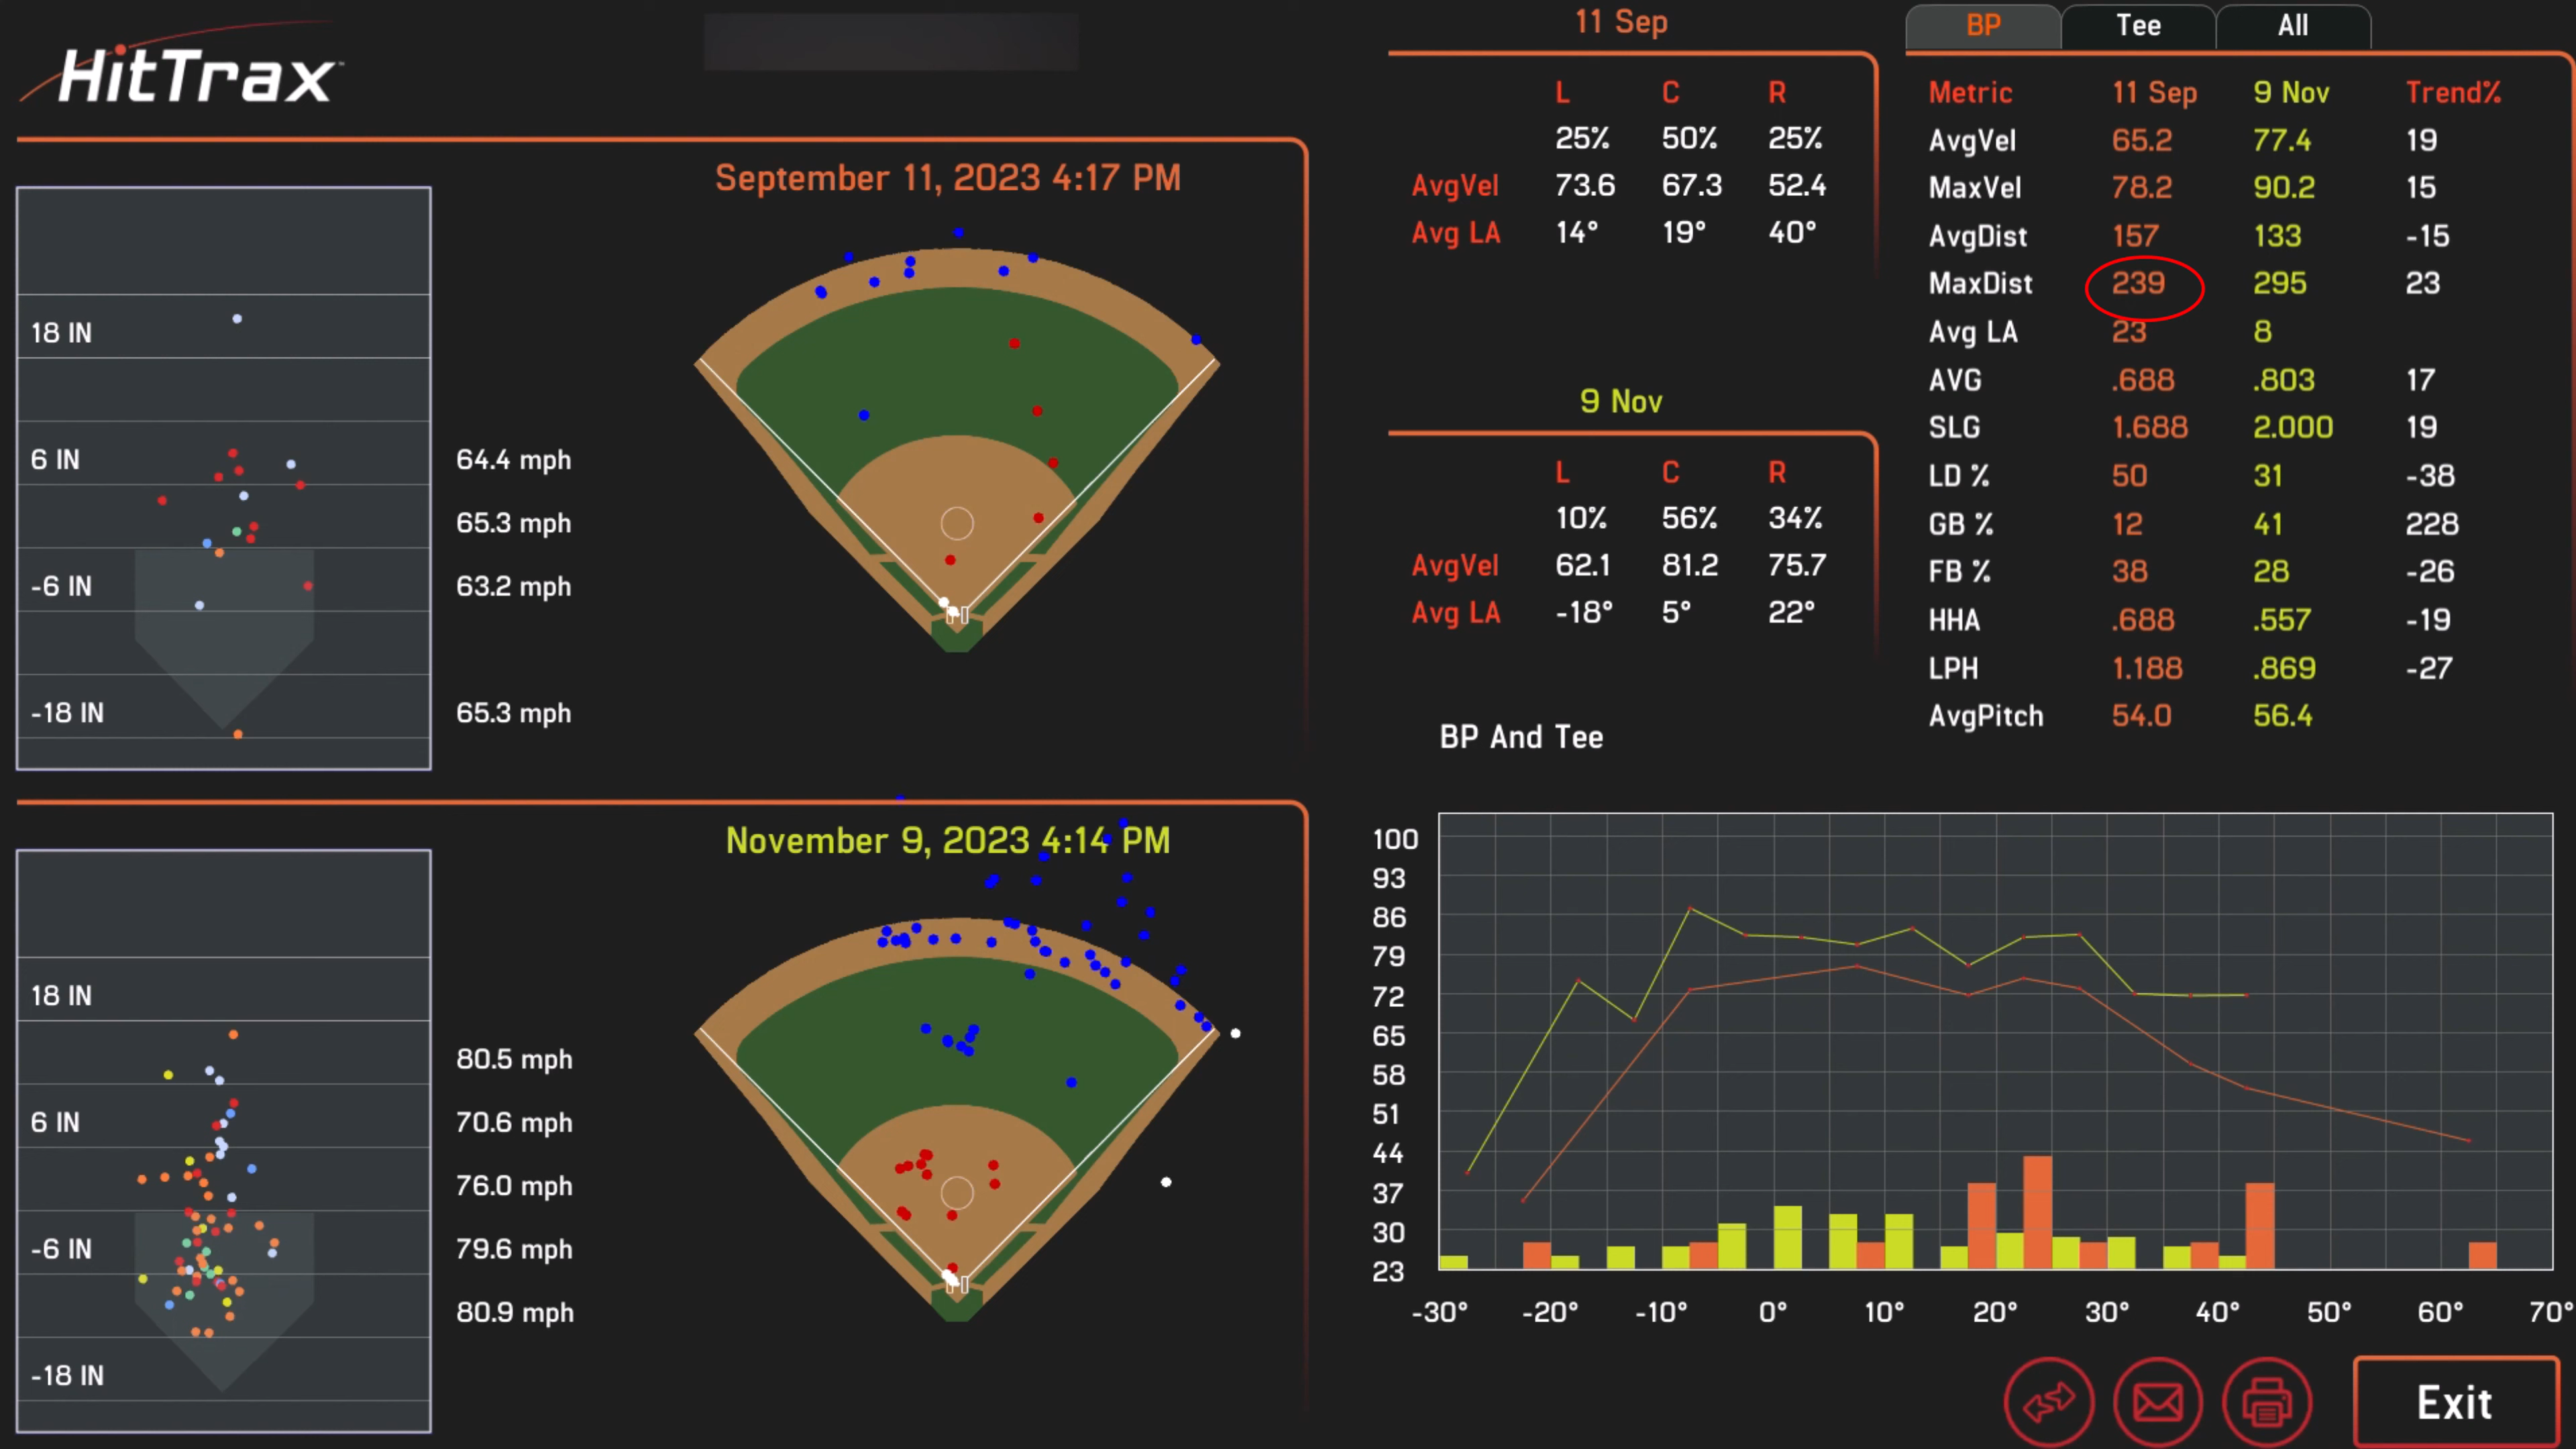 HitTrax
September 11, 2023 4:17 PM
18 IN
6 IN
-6 IN
-18 IN
64.4 mph
65.3 mph
63.2 mph
65.3 mph
11 Sep
L C R
25% 50% 25%
AvgVel 73.6 67.3 52.4
Avg LA 14° 19° 40°
9 Nov
L C R
10% 56% 34%
AvgVel 62.1 81.2 75.7
Avg LA -18° 5° 22°
BP Tee All
Metric 11 Sep 9 Nov Trend%
AvgVel 65.2 77.4 19
MaxVel 78.2 90.2 15
AvgDist 157 133 -15
MaxDist 239 295 23
Avg LA 23 8
AVG .688 .803 17
SLG 1.688 2.000 19
LD % 50 31 -38
GB % 12 41 228
FB % 38 28 -26
HHA .688 .557 -19
LPH 1.188 .869 -27
AvgPitch 54.0 56.4
November 9, 2023 4:14 PM
18 IN
6 IN
-6 IN
-18 IN
80.5 mph
70.6 mph
76.0 mph
79.6 mph
80.9 mph
BP And Tee
100
93
86
79
72
65
58
51
44
37
30
23
-30° -20° -10° 0° 10° 20° 30° 40° 50° 60° 70°
Exit